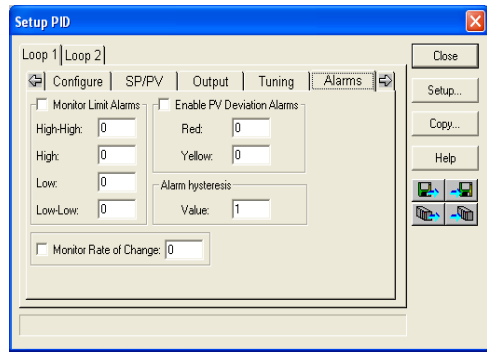 Setup PID
Loop 1 Loop 2
Configure SP/PV Output Tuning Alarms
Monitor Limit Alarms
High-High: 0
High: 0
Low: 0
Low-Low: 0
Enable PV Deviation Alarms
Red: 0
Yellow: 0
Alarm hysteresis
Value: 1
Monitor Rate of Change: 0
Close
Setup...
Copy...
Help